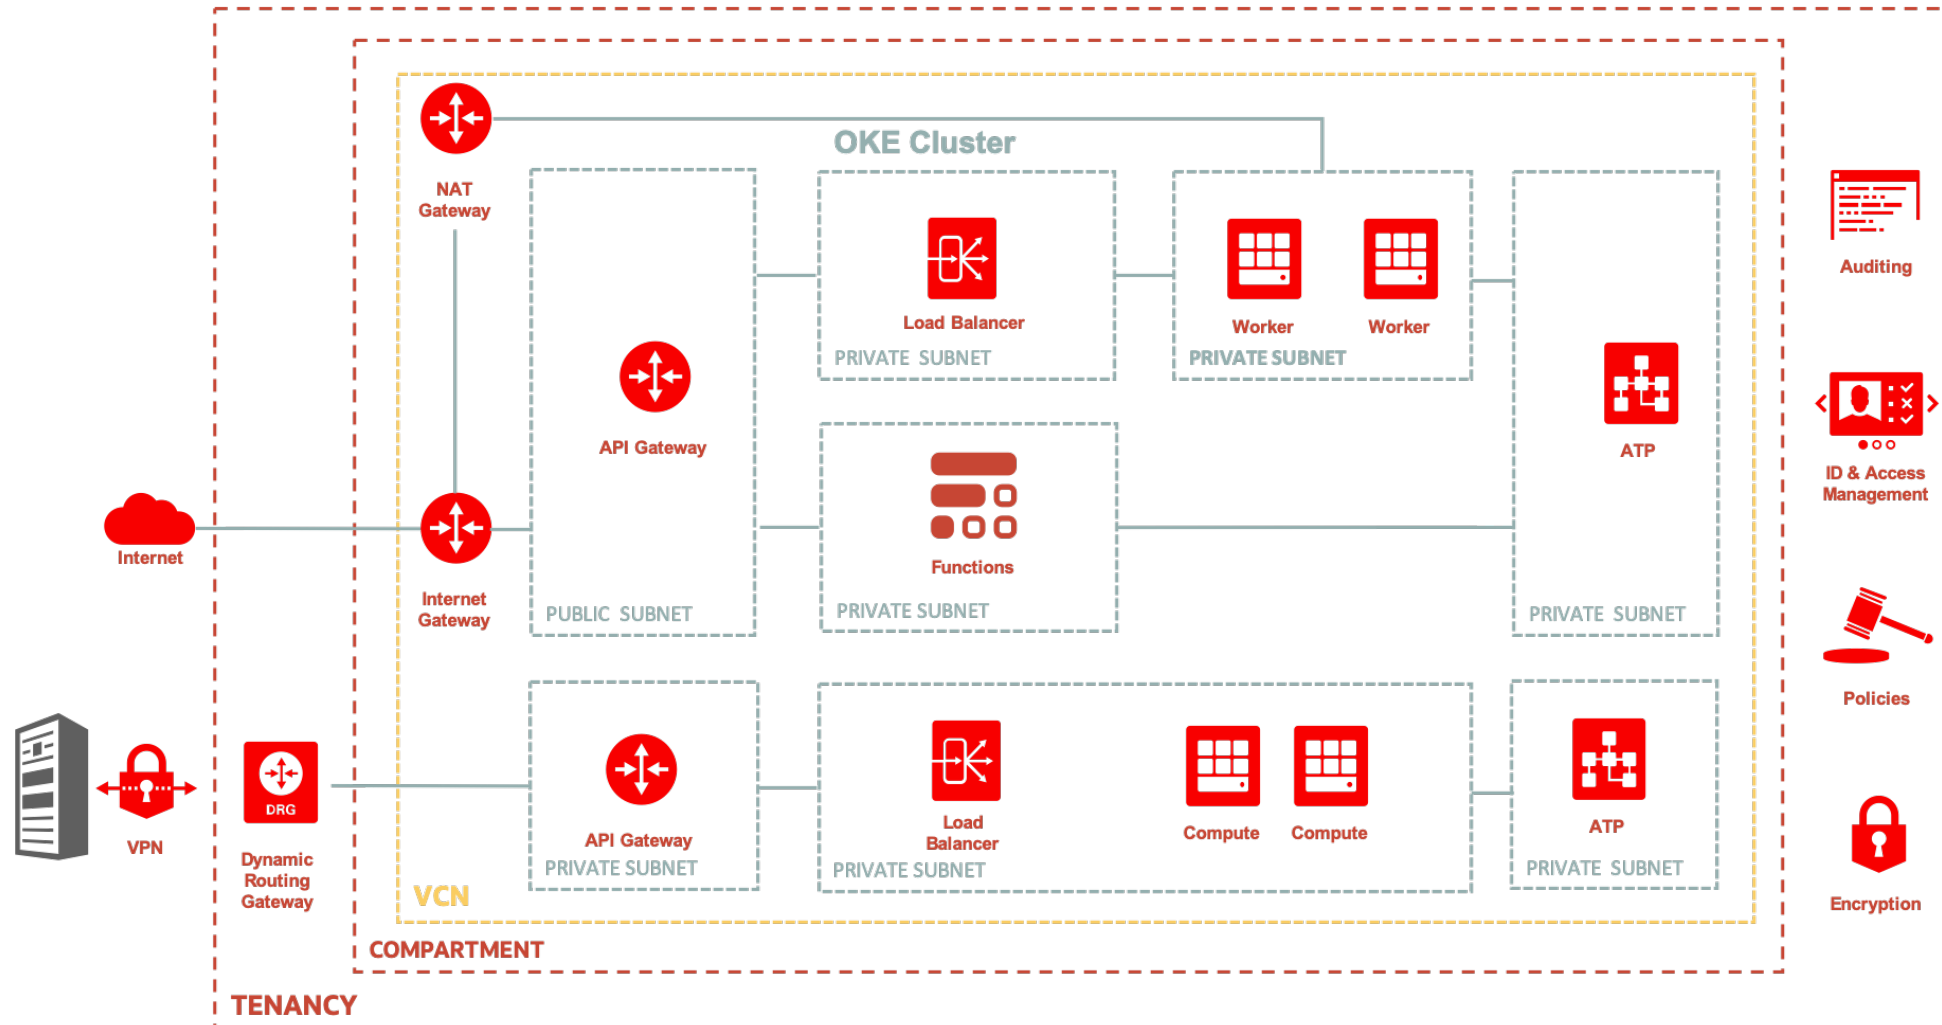 OKE Cluster
NAT
Gateway
Load Balancer
PRIVATE SUBNET
Worker
Worker
PRIVATE SUBNET
API Gateway
PUBLIC SUBNET
Functions
PRIVATE SUBNET
ATP
PRIVATE SUBNET
Internet
Internet
Gateway
VPN
DRG
Dynamic
Routing
Gateway
API Gateway
PRIVATE SUBNET
Load
Balancer
PRIVATE SUBNET
Compute
Compute
ATP
PRIVATE SUBNET
VCN
COMPARTMENT
TENANCY
Auditing
ID & Access
Management
Policies
Encryption